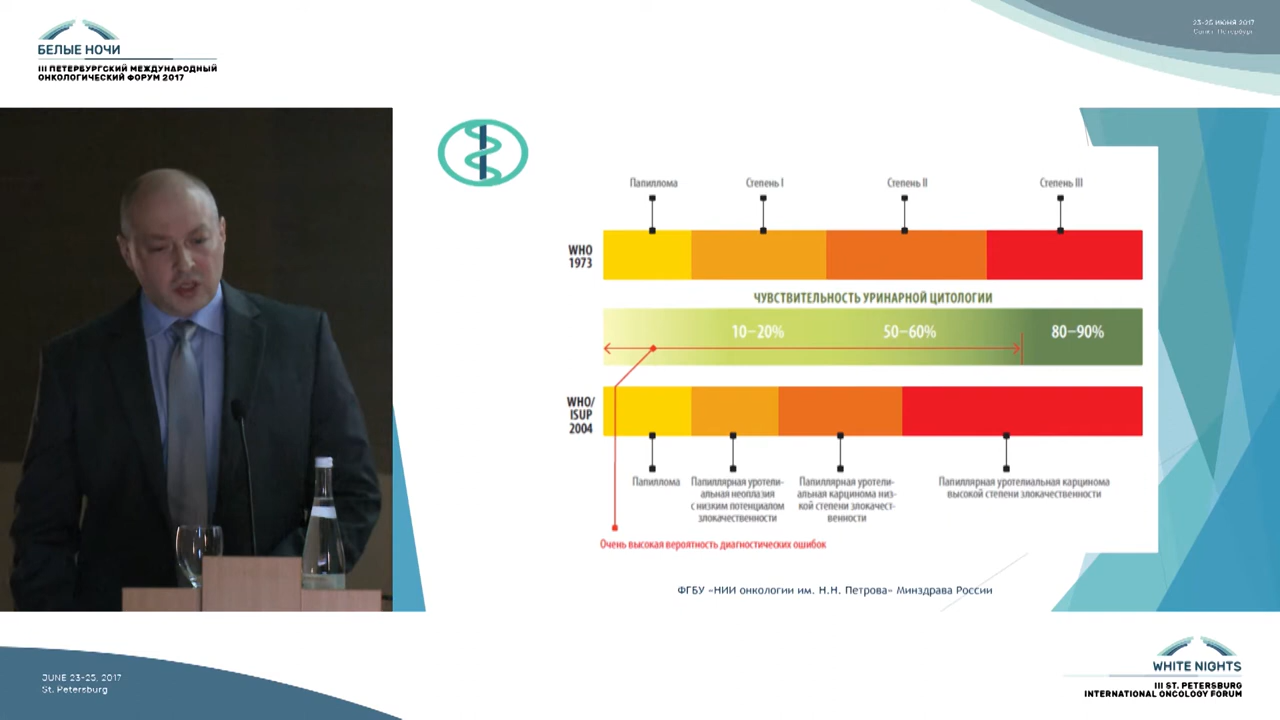 БЕЛЫЕ НОЧИ
III ПЕТЕРБУРГСКИЙ МЕЖДУНАРОДНЫЙ
ОНКОЛОГИЧЕСКИЙ ФОРУМ 2017
23-25 ИЮНЯ 2017
Санкт-Петербург
Папиллома
Степень I
Степень II
Степень III
WHO
1973
ЧУВСТВИТЕЛЬНОСТЬ УРИНАРНОЙ ЦИТОЛОГИИ
10–20%
50–60%
80–90%
WHO/
ISUP
2004
Папиллома
Папиллярная уротели-
альная неоплазия
с низким потенциалом
злокачественности
Папиллярная уротели-
альная карцинома низ-
кой степени злокачест-
венности
Папиллярная уротелиальная карцинома
высокой степени злокачественности
Очень высокая вероятность диагностических ошибок
ФГБУ «НИИ онкологии им. Н.Н. Петрова» Минздрава России
JUNE 23-25, 2017
St. Petersburg
WHITE NIGHTS
III ST. PETERSBURG
INTERNATIONAL ONCOLOGY FORUM